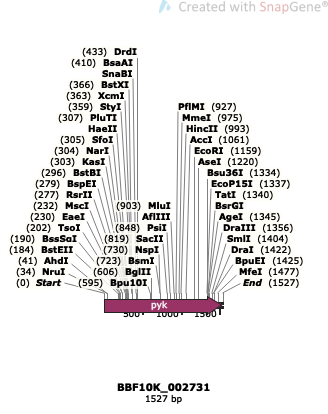 Created with SnapGene®
(433) DrdI
(410) BsaAI
SnaBI
(366) BstXI
(363) XcmI
(359) StyI
(307) PluTI
HaeII
(305) SfoI
(304) NarI
(303) KasI
(296) BstBI
(279) BspEI
(277) RsrII
(232) MscI
(230) EaeI
(202) TsoI
(190) BssSαI
(184) BstEII
(41) AhdI
(34) NruI
(0) Start
(903) MluI
AflIII
(848) PsiI
(819) SacII
(730) NspI
(723) BsmI
(606) BglII
(595) Bpu10I
PflMI (927)
MmeI (975)
HincII (993)
AccI (1061)
EcoRI (1159)
AseI (1220)
Bsu36I (1334)
EcoP15I (1337)
TatI (1340)
BsrGI
AgeI (1345)
DraIII (1356)
SmlI (1404)
DraI (1422)
BpuEI (1425)
MfeI (1477)
End (1527)
pyk
500 1000 1500
BBF10K_002731
1527 bp